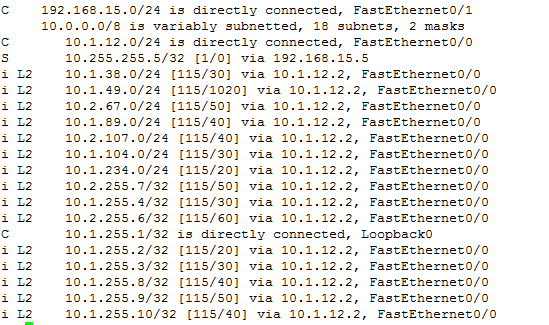 C    192.168.15.0/24 is directly connected, FastEthernet0/1
     10.0.0.0/8 is variably subnetted, 18 subnets, 2 masks
C       10.1.12.0/24 is directly connected, FastEthernet0/0
S       10.255.255.5/32 [1/0] via 192.168.15.5
i L2    10.1.38.0/24 [115/30] via 10.1.12.2, FastEthernet0/0
i L2    10.1.49.0/24 [115/1020] via 10.1.12.2, FastEthernet0/0
i L2    10.2.67.0/24 [115/50] via 10.1.12.2, FastEthernet0/0
i L2    10.1.89.0/24 [115/40] via 10.1.12.2, FastEthernet0/0
i L2    10.2.107.0/24 [115/40] via 10.1.12.2, FastEthernet0/0
i L2    10.1.104.0/24 [115/30] via 10.1.12.2, FastEthernet0/0
i L2    10.1.234.0/24 [115/20] via 10.1.12.2, FastEthernet0/0
i L2    10.2.255.7/32 [115/50] via 10.1.12.2, FastEthernet0/0
i L2    10.1.255.4/32 [115/30] via 10.1.12.2, FastEthernet0/0
i L2    10.2.255.6/32 [115/60] via 10.1.12.2, FastEthernet0/0
C       10.1.255.1/32 is directly connected, Loopback0
i L2    10.1.255.2/32 [115/20] via 10.1.12.2, FastEthernet0/0
i L2    10.1.255.3/32 [115/30] via 10.1.12.2, FastEthernet0/0
i L2    10.1.255.8/32 [115/40] via 10.1.12.2, FastEthernet0/0
i L2    10.1.255.9/32 [115/50] via 10.1.12.2, FastEthernet0/0
i L2    10.1.255.10/32 [115/40] via 10.1.12.2, FastEthernet0/0